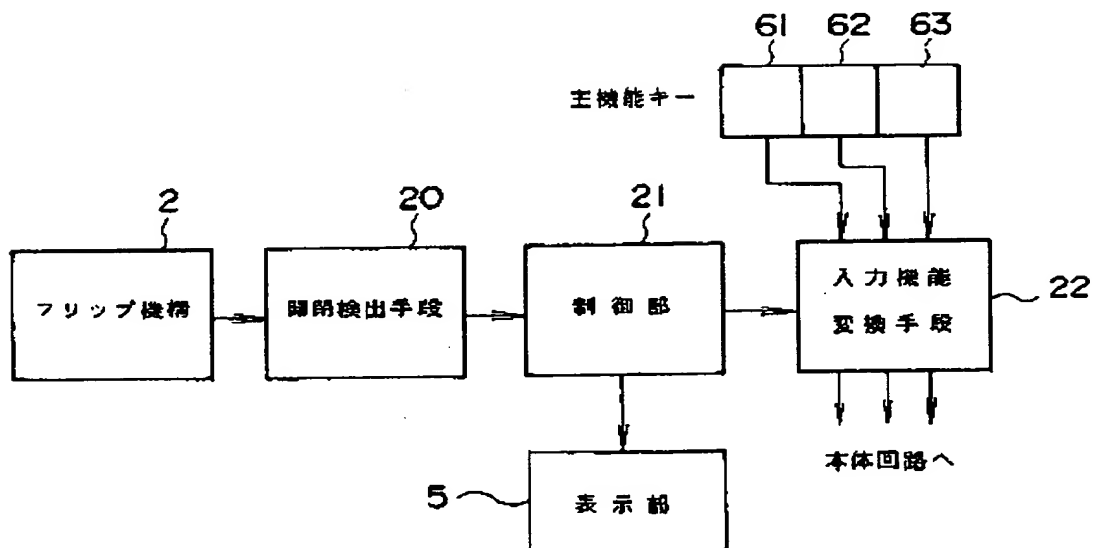 61 62 63
主機能キー
2
20
21
フリップ機構
開閉検出手段
制御部
入力機能
変換手段
22
本体回路へ
5
表示部